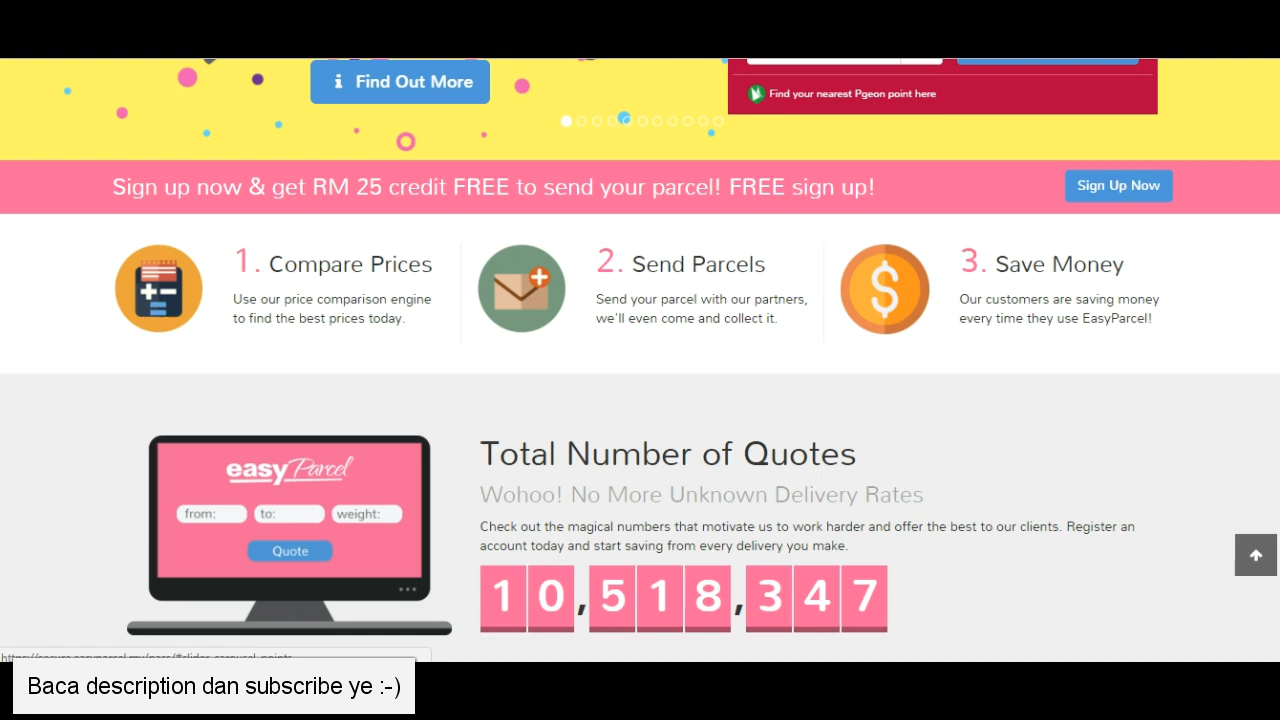 Find Out More
Find your nearest Pgeon point here
Sign up now & get RM 25 credit FREE to send your parcel! FREE sign up!
Sign Up Now
1. Compare Prices
Use our price comparison engine
to find the best prices today.
2. Send Parcels
Send your parcel with our partners,
we'll even come and collect it.
3. Save Money
Our customers are saving money
every time they use EasyParcel!
easyParcel
from:
to:
weight:
Quote
Total Number of Quotes
Wohoo! No More Unknown Delivery Rates
Check out the magical numbers that motivate us to work harder and offer the best to our clients. Register an
account today and start saving from every delivery you make.
10,518,347
Baca description dan subscribe ye :-)